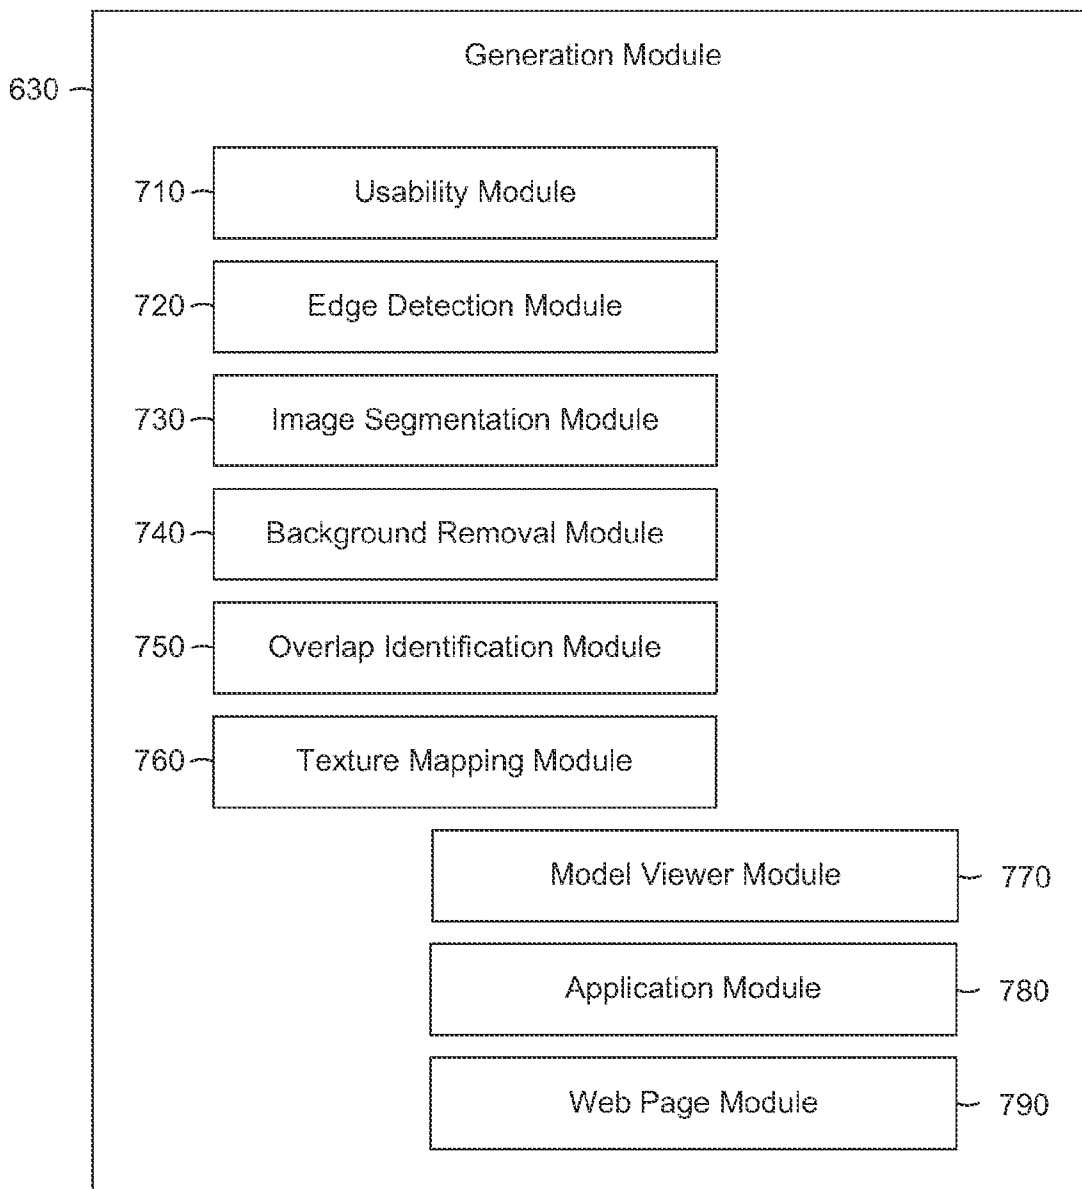 Generation Module
630
710 Usability Module
720 Edge Detection Module
730 Image Segmentation Module
740 Background Removal Module
750 Overlap Identification Module
760 Texture Mapping Module
Model Viewer Module 770
Application Module 780
Web Page Module 790